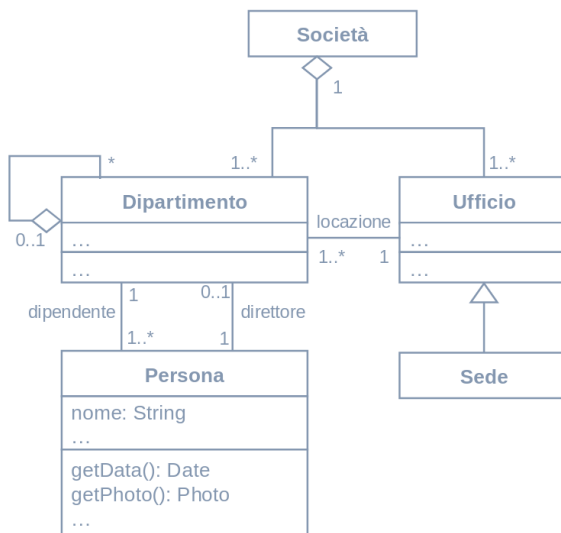 Società
1
*
1..*
1..*
Dipartimento
Ufficio
locazione
0..1
...
...
1..*
1
...
...
1
0..1
dipendente
direttore
1..*
1
Persona
Sede
nome: String
...
getData(): Date
getPhoto(): Photo
...